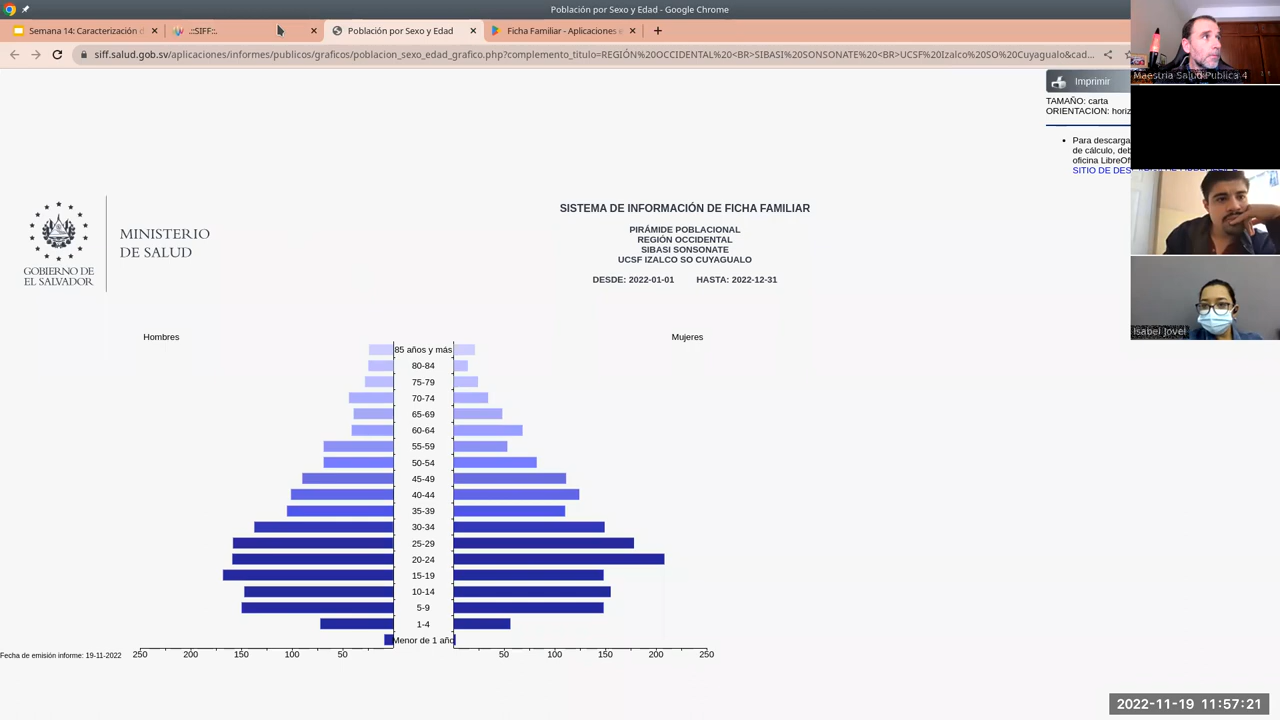 Población por Sexo y Edad - Google Chrome
Semana 14: Caracterización d
.::SIFF::.
Población por Sexo y Edad
Ficha Familiar - Aplicaciones e
siff.salud.gob.sv/aplicaciones/informes/publicos/graficos/poblacion_sexo_edad_grafico.php?complemento_titulo=REGIÓN%20OCCIDENTAL%20<BR>SIBASI%20SONSONATE%20<BR>UCSF%20Izalco%20SO%20Cuyagualo&cad...
Imprimir
TAMAÑO: carta
ORIENTACION: horiz
Para descarga
de cálculo, deb
oficina LibreOf
SITIO DE DES
Maestria Salud Publica 4
Isabel Jovel
GOBIERNO DE
EL SALVADOR
MINISTERIO
DE SALUD
SISTEMA DE INFORMACIÓN DE FICHA FAMILIAR
PIRÁMIDE POBLACIONAL
REGIÓN OCCIDENTAL
SIBASI SONSONATE
UCSF IZALCO SO CUYAGUALO
DESDE: 2022-01-01 HASTA: 2022-12-31
Hombres
Mujeres
85 años y más
80-84
75-79
70-74
65-69
60-64
55-59
50-54
45-49
40-44
35-39
30-34
25-29
20-24
15-19
10-14
5-9
1-4
Menor de 1 año
250 200 150 100 50 50 100 150 200 250
Fecha de emisión informe: 19-11-2022
2022-11-19 11:57:21